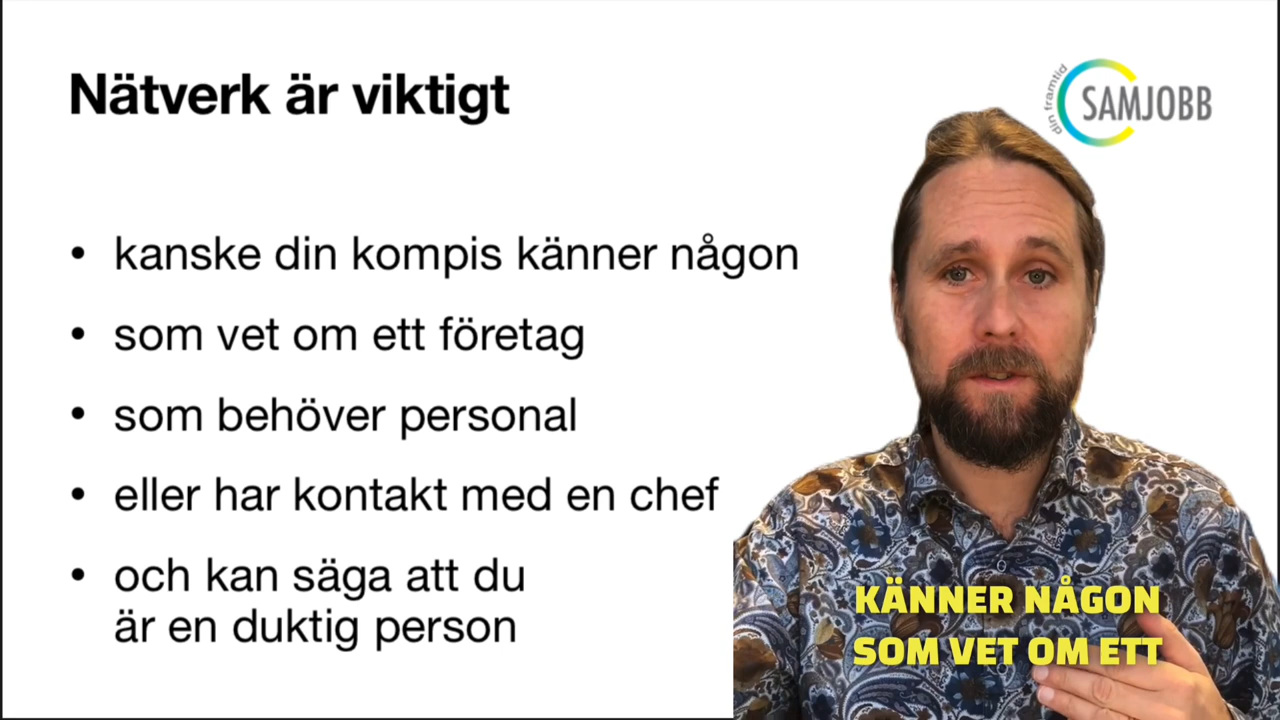 Nätverk är viktigt
din framtid
SAMJOBB
• kanske din kompis känner någon
• som vet om ett företag
• som behöver personal
• eller har kontakt med en chef
• och kan säga att du
är en duktig person
KÄNNER NÅGON
SOM VET OM ETT